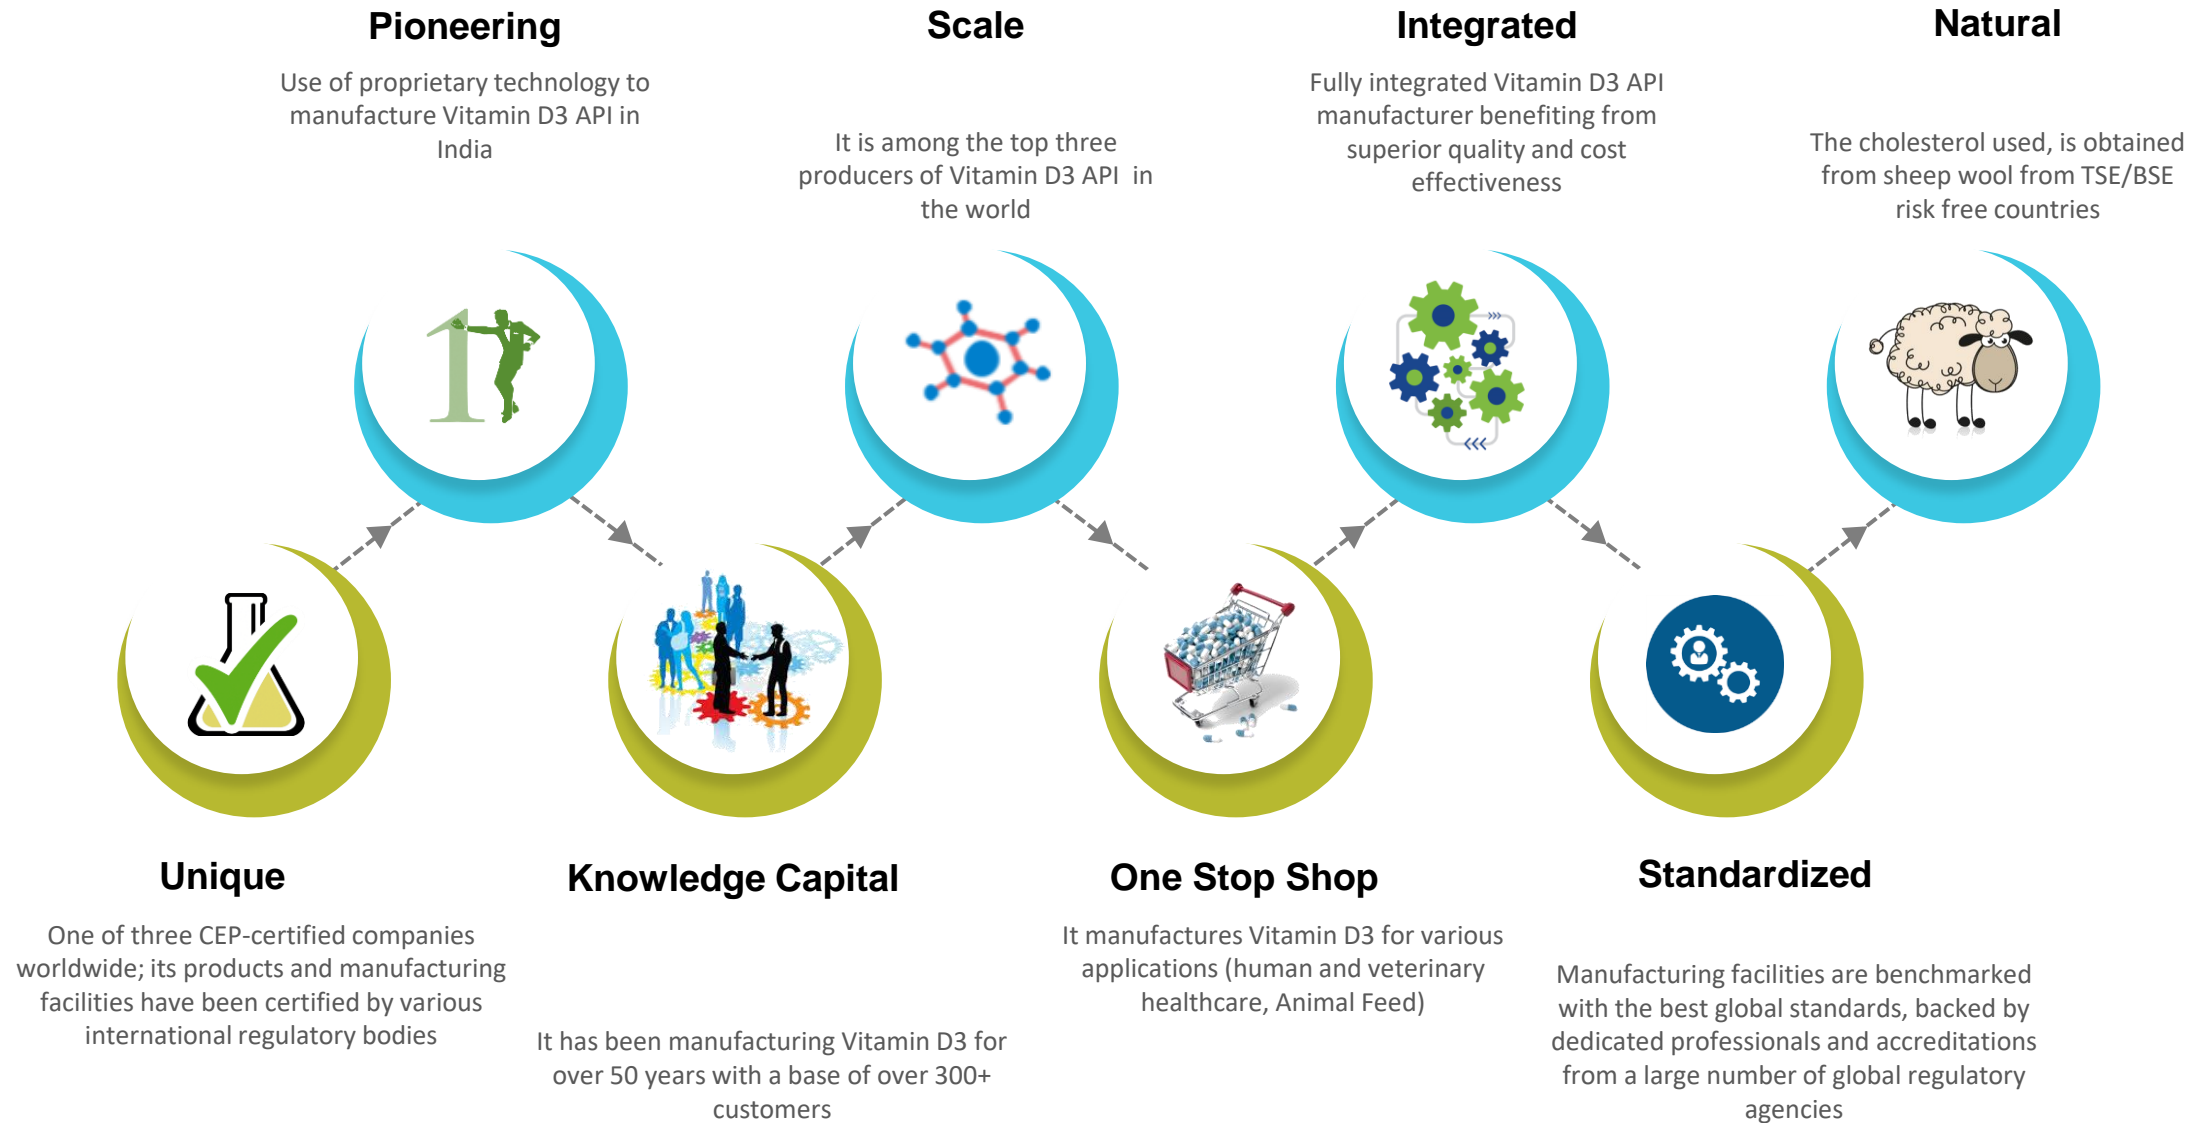 Pioneering
Use of proprietary technology to
manufacture Vitamin D3 API in
India
Scale
It is among the top three
producers of Vitamin D3 API  in
the world
Integrated
Fully integrated Vitamin D3 API
manufacturer benefiting from
superior quality and cost
effectiveness
Natural
The cholesterol used, is obtained
from sheep wool from TSE/BSE
risk free countries
1
Unique
One of three CEP-certified companies
worldwide; its products and manufacturing
facilities have been certified by various
international regulatory bodies
Knowledge Capital
It has been manufacturing Vitamin D3 for
over 50 years with a base of over 300+
customers
One Stop Shop
It manufactures Vitamin D3 for various
applications (human and veterinary
healthcare, Animal Feed)
Standardized
Manufacturing facilities are benchmarked
with the best global standards, backed by
dedicated professionals and accreditations
from a large number of global regulatory
agencies